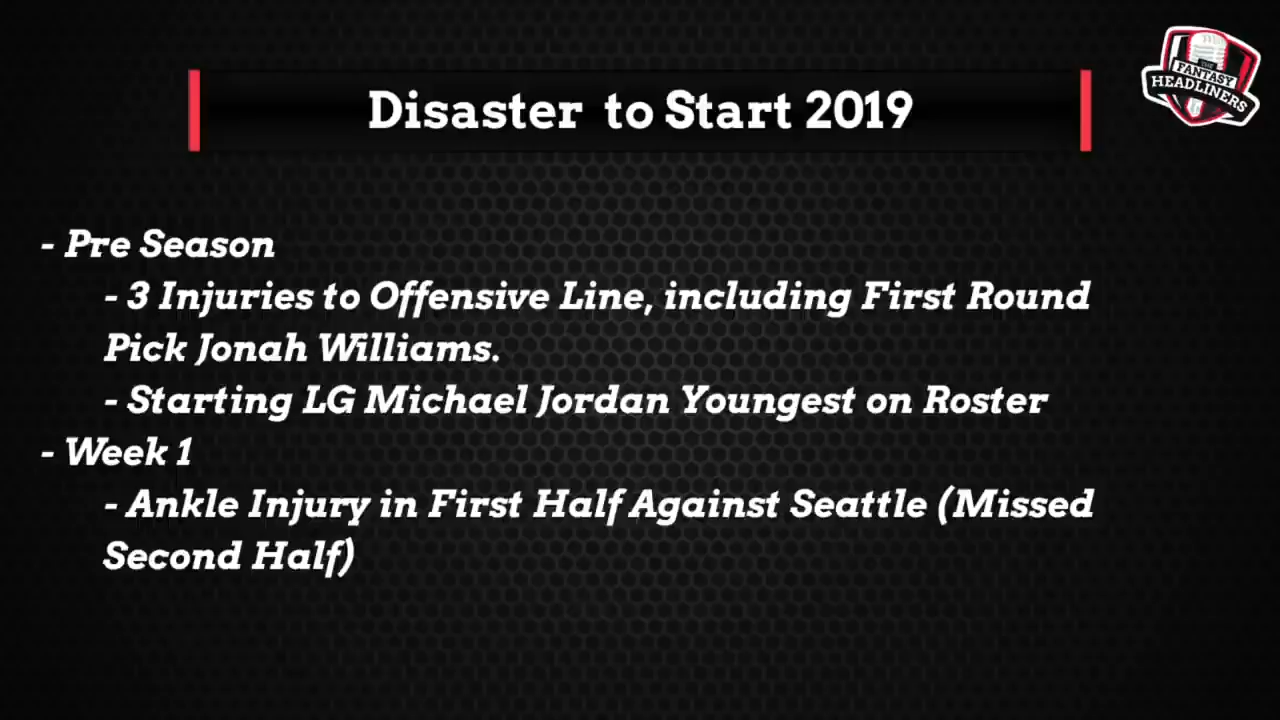 Disaster to Start 2019
THE
FANTASY
HEADLINERS
- Pre Season
- 3 Injuries to Offensive Line, including First Round
Pick Jonah Williams.
- Starting LG Michael Jordan Youngest on Roster
- Week 1
- Ankle Injury in First Half Against Seattle (Missed
Second Half)